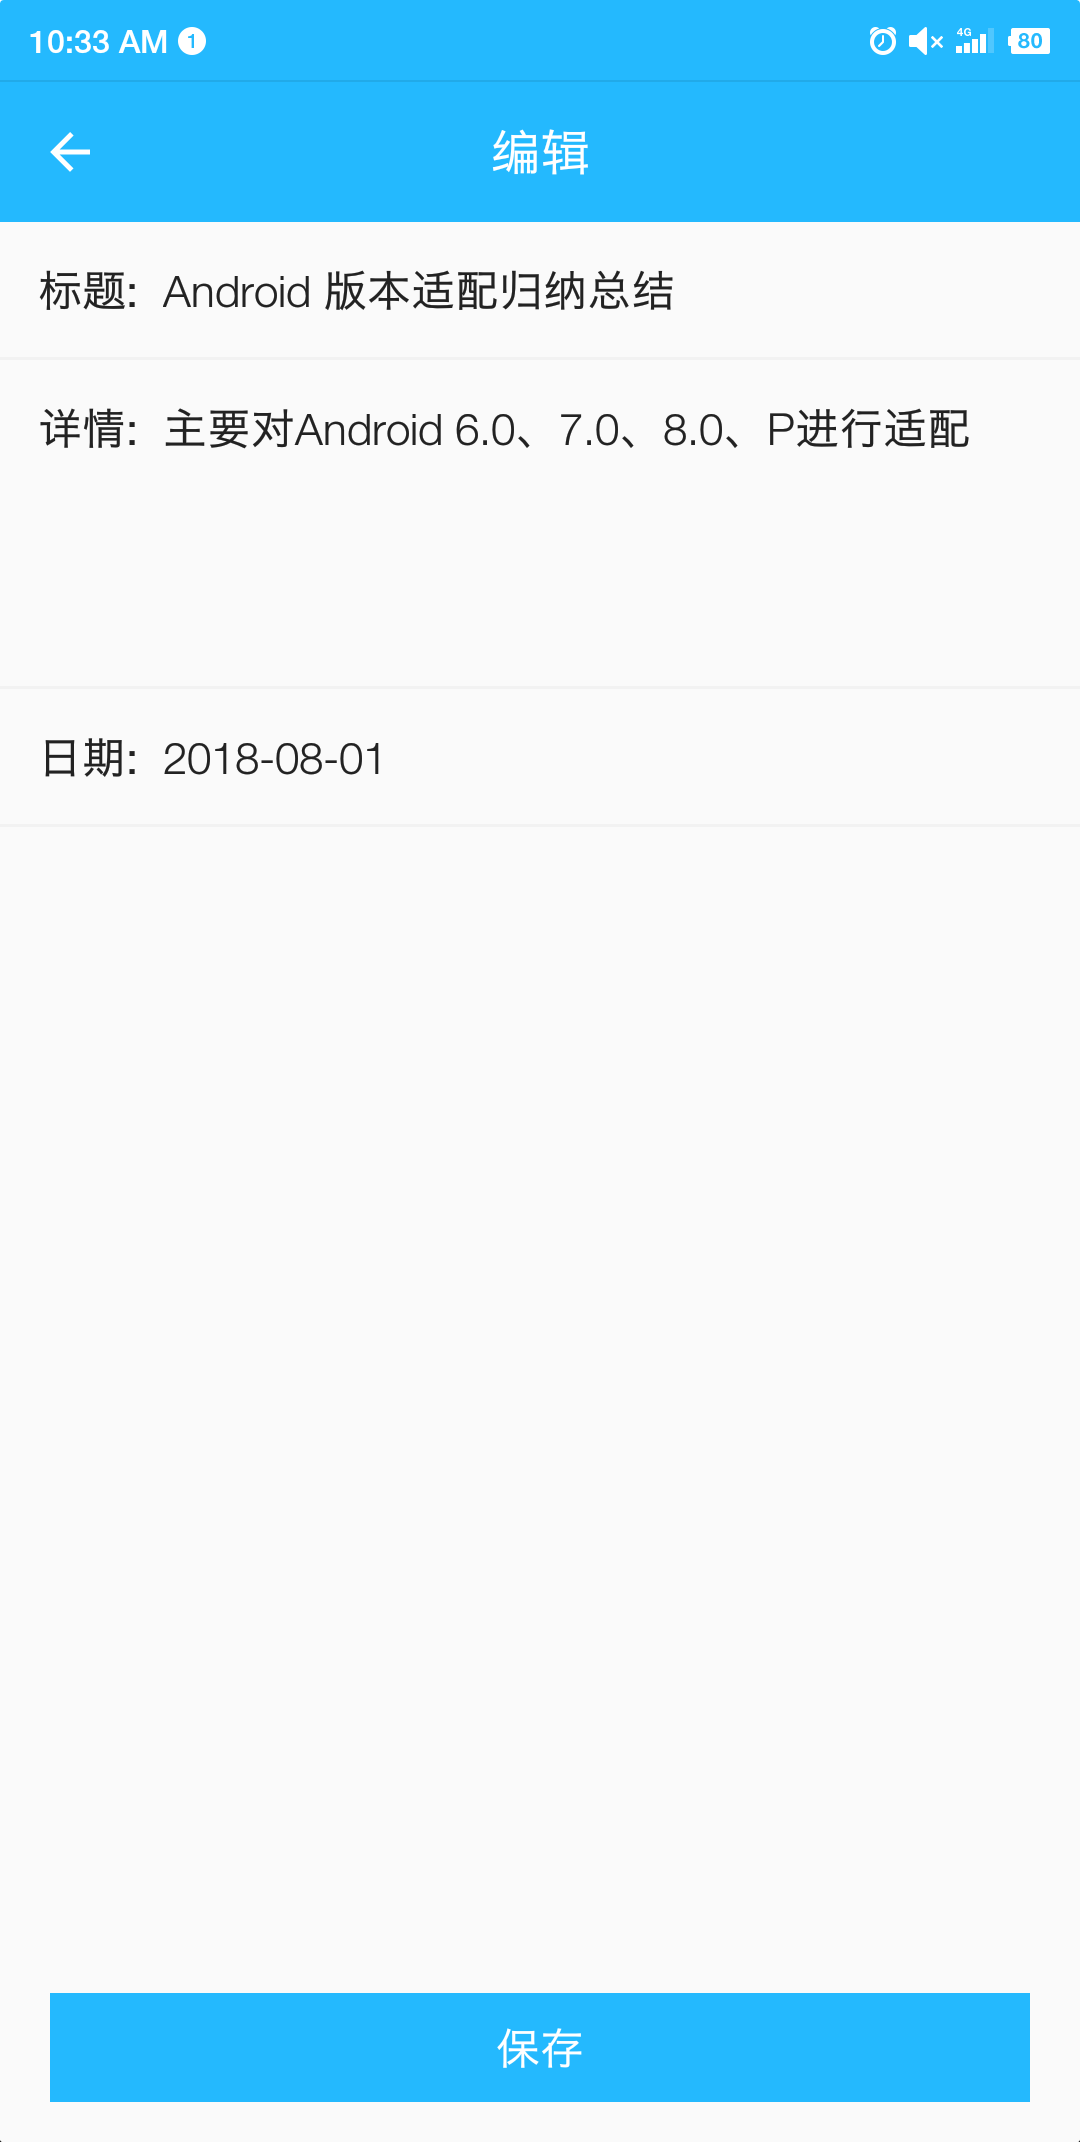 10:33 AM 1 4G 80
编辑
标题: Android 版本适配归纳总结
详情: 主要对Android 6.0、7.0、8.0、P进行适配
日期: 2018-08-01
保存